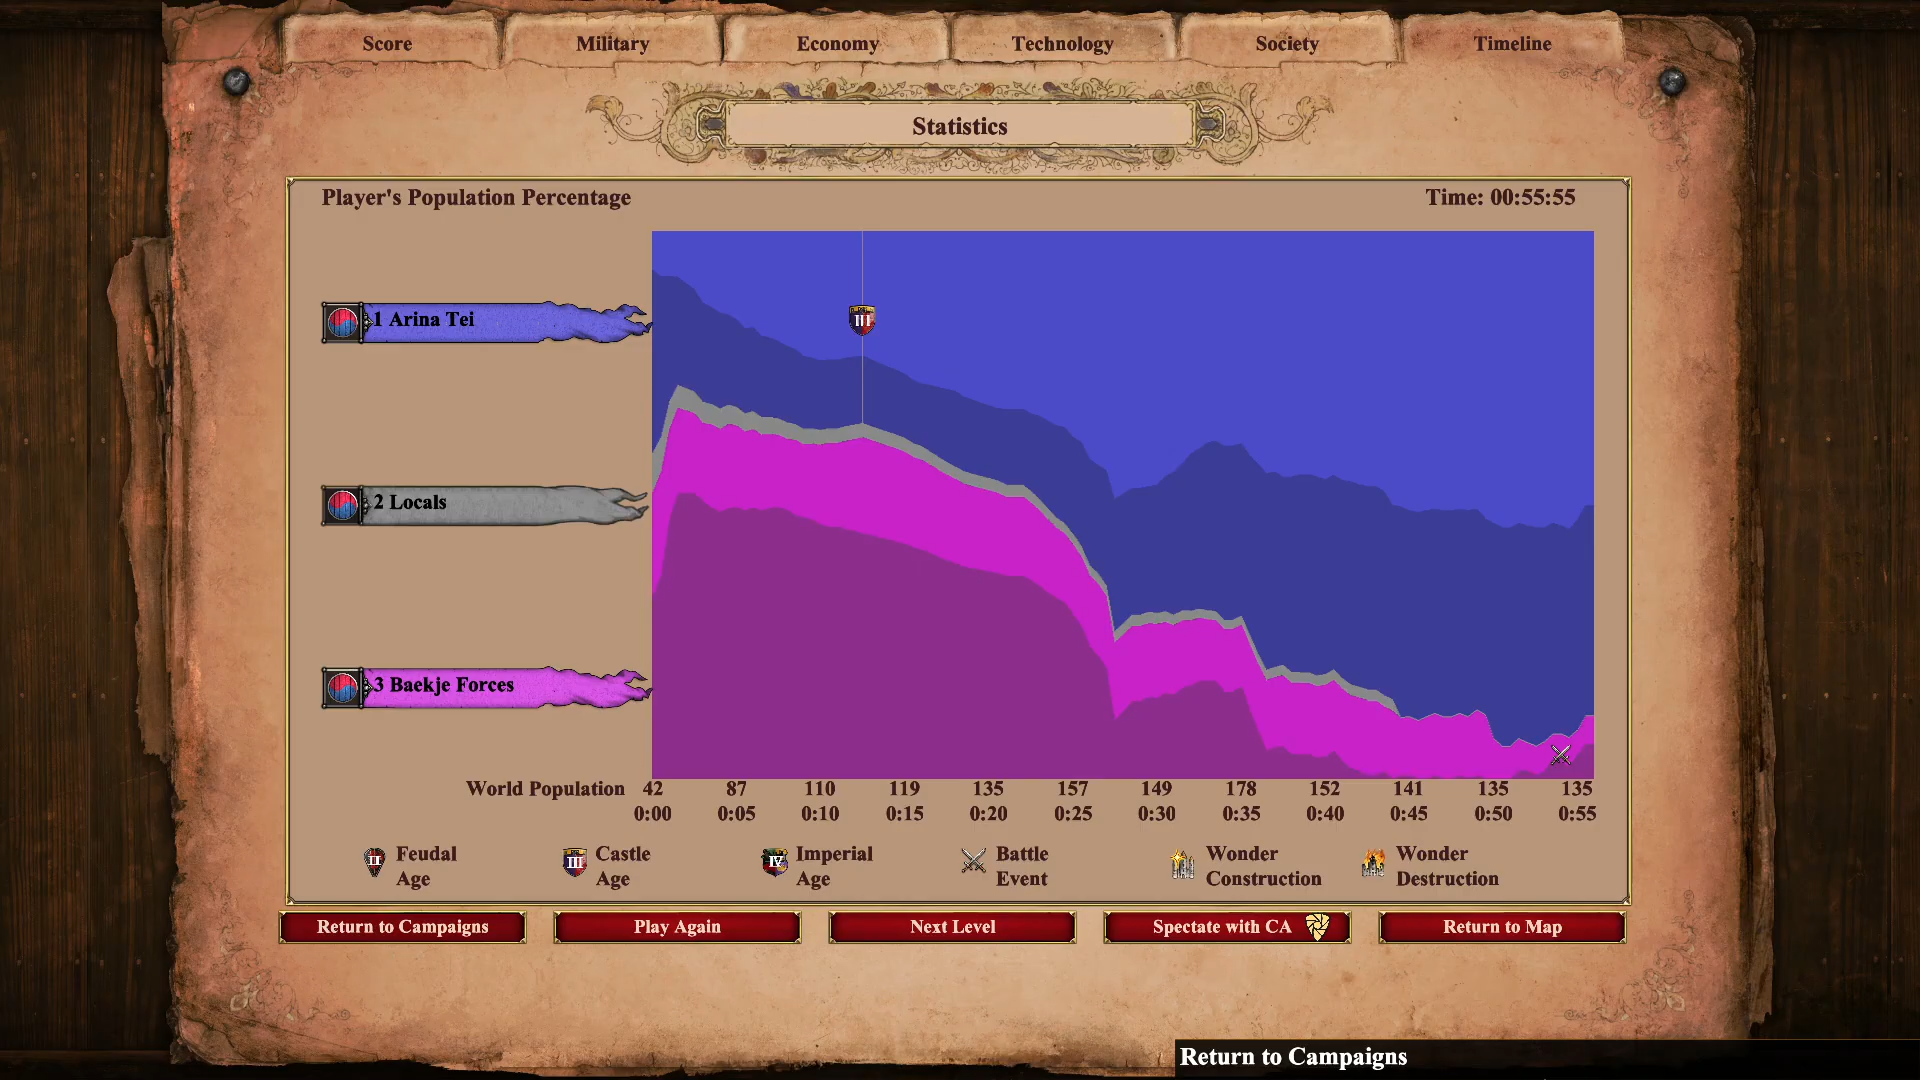 Score Military Economy Technology Society Timeline
Statistics
Player's Population Percentage Time: 00:55:55
III
1 Arina Tei
2 Locals
3 Baekje Forces
World Population 42 87 110 119 135 157 149 178 152 141 135 135
0:00 0:05 0:10 0:15 0:20 0:25 0:30 0:35 0:40 0:45 0:50 0:55
II Feudal Age
III Castle Age
IV Imperial Age
Battle Event
Wonder Construction
Wonder Destruction
Return to Campaigns Play Again Next Level Spectate with CA Return to Map
Return to Campaigns